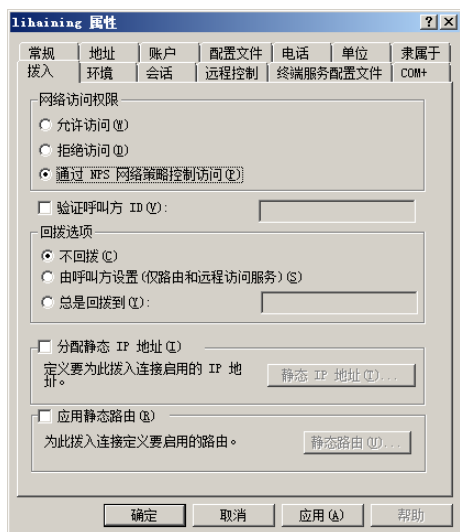 lihaining 属性
常规 地址 账户 配置文件 电话 单位 隶属于
拨入 环境 会话 远程控制 终端服务配置文件 COM+
网络访问权限
允许访问(W)
拒绝访问(D)
通过 NPS 网络策略控制访问(P)
验证呼叫方 ID(V):
回拨选项
不回拨(C)
由呼叫方设置(仅路由和远程访问服务)(S)
总是回拨到(Y):
分配静态 IP 地址(I)
定义要为此拨入连接启用的 IP 地
址。
静态 IP 地址(T)...
应用静态路由(R)
为此拨入连接定义要启用的路由。
静态路由(U)...
确定 取消 应用(A) 帮助